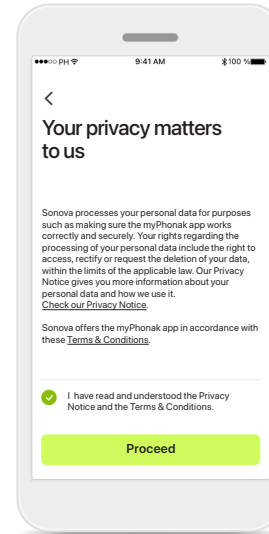 ●●●○○ PH 9:41 AM 100 %
Your privacy matters
to us
Sonova processes your personal data for purposes
such as making sure the myPhonak app works
correctly and securely. Your rights regarding the
processing of your personal data include the right to
access, rectify or request the deletion of your data,
within the limits of the applicable law. Our Privacy
Notice gives you more information about your
personal data and how we use it.
Check our Privacy Notice.
Sonova offers the myPhonak app in accordance with
these Terms & Conditions.
I have read and understood the Privacy
Notice and the Terms & Conditions.
Proceed